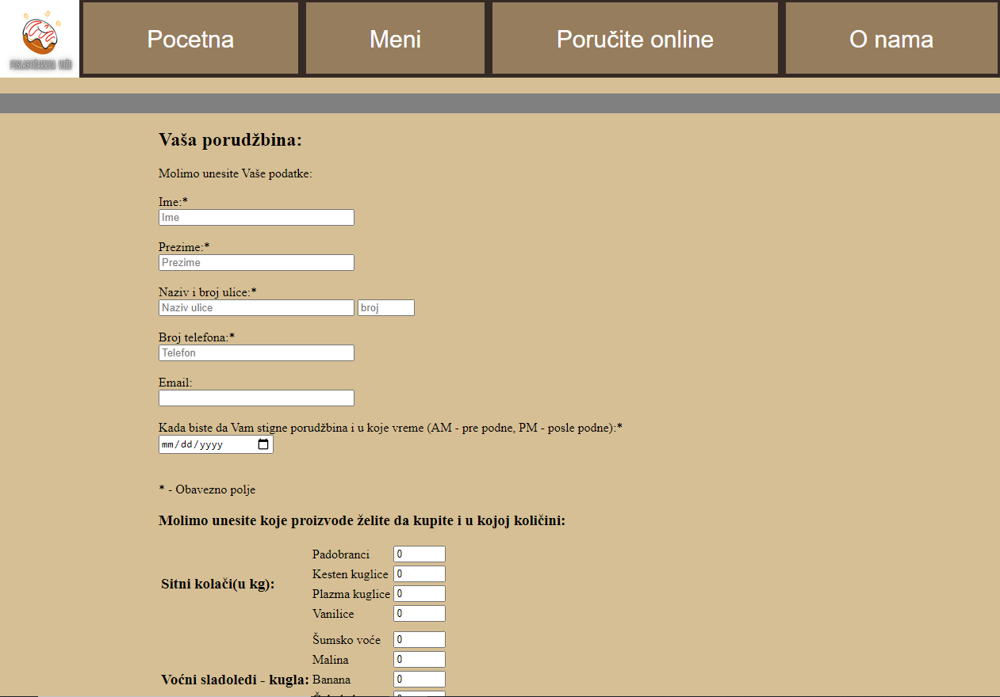 POSLASTIČARNICA VOŽD
Pocetna
Meni
Poručite online
O nama
Vaša porudžbina:
Molimo unesite Vaše podatke:
Ime:*
Ime
Prezime:*
Prezime
Naziv i broj ulice:*
Naziv ulice broj
Broj telefona:*
Telefon
Email:
Kada biste da Vam stigne porudžbina i u koje vreme (AM - pre podne, PM - posle podne):*
mm/dd/yyyy
* - Obavezno polje
Molimo unesite koje proizvode želite da kupite i u kojoj količini:
Sitni kolači(u kg):
Padobranci 0
Kesten kuglice 0
Plazma kuglice 0
Vanilice 0
Voćni sladoledi - kugla:
Šumsko voće 0
Malina 0
Banana 0